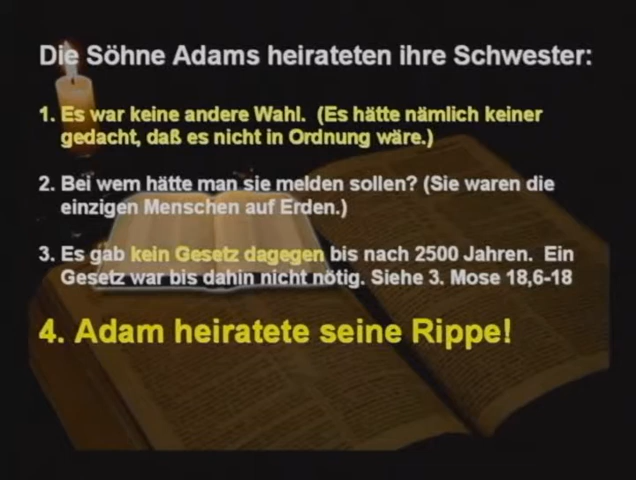 Die Söhne Adams heirateten ihre Schwester:
1. Es war keine andere Wahl. (Es hätte nämlich keiner
gedacht, daß es nicht in Ordnung wäre.)
2. Bei wem hätte man sie melden sollen? (Sie waren die
einzigen Menschen auf Erden.)
3. Es gab kein Gesetz dagegen bis nach 2500 Jahren. Ein
Gesetz war bis dahin nicht nötig. Siehe 3. Mose 18,6-18
4. Adam heiratete seine Rippe!